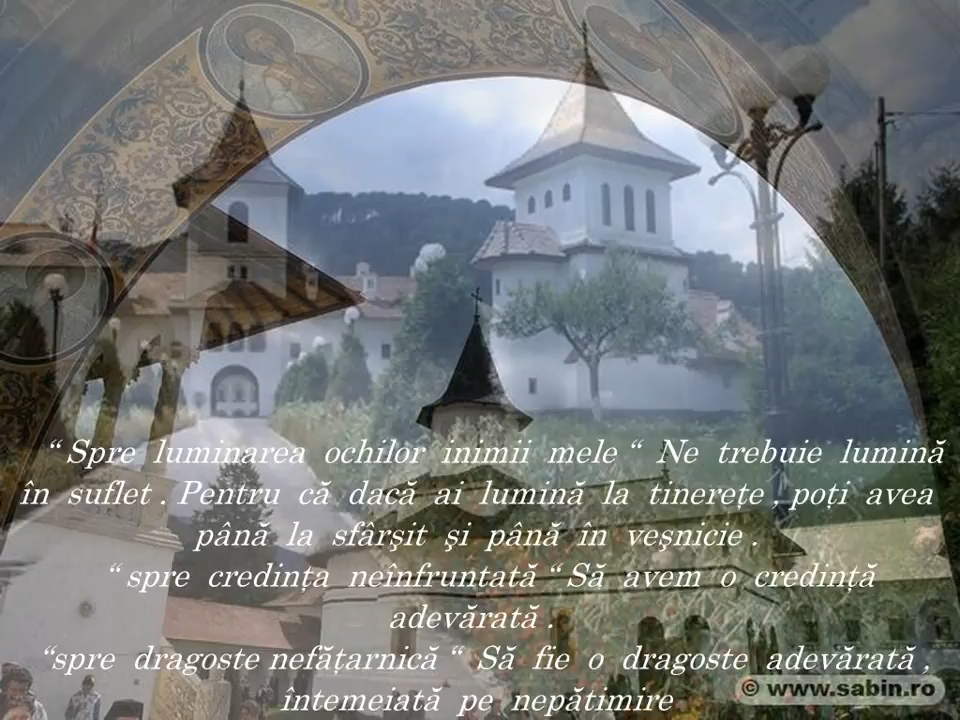 “ Spre luminarea ochilor inimii mele “ Ne trebuie lumină
în suflet . Pentru că dacă ai lumină la tinerețe , poți avea
până la sfârşit şi până în veşnicie .
“ spre credința neînfruntată “ Să avem o credință
adevărată .
“spre dragoste nefățarnică “ Să fie o dragoste adevărată ,
întemeiată pe nepătimire
© www.sabin.ro